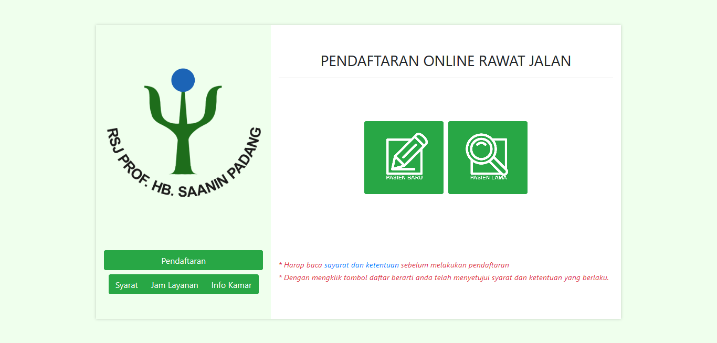 RSJ PROF. HB. SAANIN PADANG
Pendaftaran
Syarat Jam Layanan Info Kamar
PENDAFTARAN ONLINE RAWAT JALAN
PASIEN BARU PASIEN LAMA
* Harap baca sayarat dan ketentuan sebelum melakukan pendaftaran
* Dengan mengklik tombol daftar berarti anda telah menyetujui syarat dan ketentuan yang berlaku.